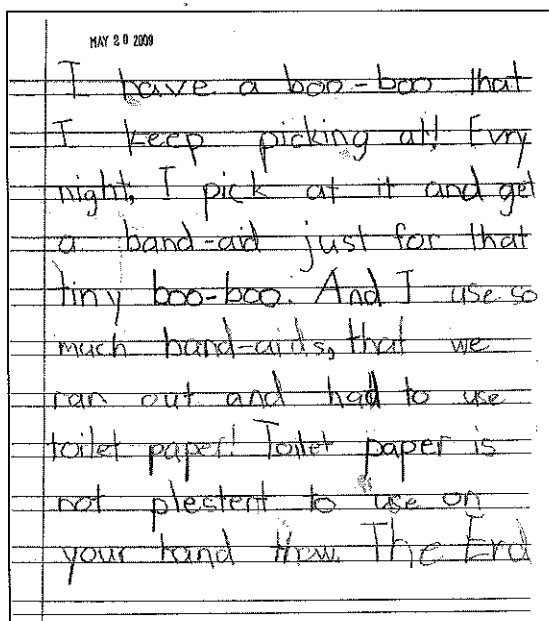 MAY 20 2009
I have a boo-boo that
I keep picking at! Evry
night, I pick at it and get
a band-aid just for that
tiny boo-boo. And I use so
much band-aids, that we
ran out and had to use
toilet paper! Toilet paper is
not plestent to use on
your hand thew. The End